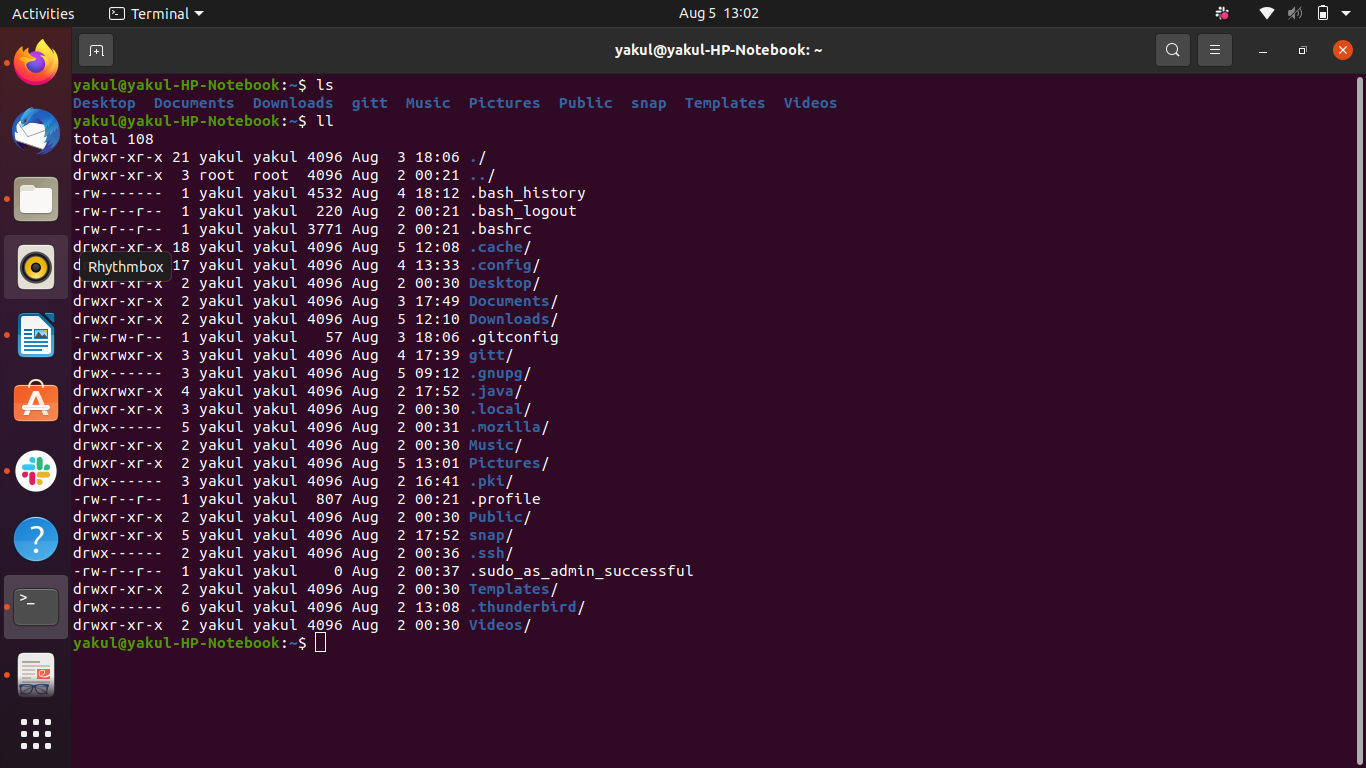 Activities Terminal Aug 5 13:02
yakul@yakul-HP-Notebook: ~
yakul@yakul-HP-Notebook:~$ ls
Desktop Documents Downloads gitt Music Pictures Public snap Templates Videos
yakul@yakul-HP-Notebook:~$ ll
total 108
drwxr-xr-x 21 yakul yakul 4096 Aug 3 18:06 ./
drwxr-xr-x 3 root root 4096 Aug 2 00:21 ../
-rw------- 1 yakul yakul 4532 Aug 4 18:12 .bash_history
-rw-r--r-- 1 yakul yakul 220 Aug 2 00:21 .bash_logout
-rw-r--r-- 1 yakul yakul 3771 Aug 2 00:21 .bashrc
drwxr-xr-x 18 yakul yakul 4096 Aug 5 12:08 .cache/
d 17 yakul yakul 4096 Aug 4 13:33 .config/
Rhythmbox
drwxr-xr-x 2 yakul yakul 4096 Aug 2 00:30 Desktop/
drwxr-xr-x 2 yakul yakul 4096 Aug 3 17:49 Documents/
drwxr-xr-x 2 yakul yakul 4096 Aug 5 12:10 Downloads/
-rw-rw-r-- 1 yakul yakul 57 Aug 3 18:06 .gitconfig
drwxrwxr-x 3 yakul yakul 4096 Aug 4 17:39 gitt/
drwx------ 3 yakul yakul 4096 Aug 5 09:12 .gnupg/
drwxrwxr-x 4 yakul yakul 4096 Aug 2 17:52 .java/
drwxr-xr-x 3 yakul yakul 4096 Aug 2 00:30 .local/
drwx------ 5 yakul yakul 4096 Aug 2 00:31 .mozilla/
drwxr-xr-x 2 yakul yakul 4096 Aug 2 00:30 Music/
drwxr-xr-x 2 yakul yakul 4096 Aug 5 13:01 Pictures/
drwx------ 3 yakul yakul 4096 Aug 2 16:41 .pki/
-rw-r--r-- 1 yakul yakul 807 Aug 2 00:21 .profile
drwxr-xr-x 2 yakul yakul 4096 Aug 2 00:30 Public/
drwxr-xr-x 5 yakul yakul 4096 Aug 2 17:52 snap/
drwx------ 2 yakul yakul 4096 Aug 2 00:36 .ssh/
-rw-r--r-- 1 yakul yakul 0 Aug 2 00:37 .sudo_as_admin_successful
drwxr-xr-x 2 yakul yakul 4096 Aug 2 00:30 Templates/
drwx------ 6 yakul yakul 4096 Aug 2 13:08 .thunderbird/
drwxr-xr-x 2 yakul yakul 4096 Aug 2 00:30 Videos/
yakul@yakul-HP-Notebook:~$